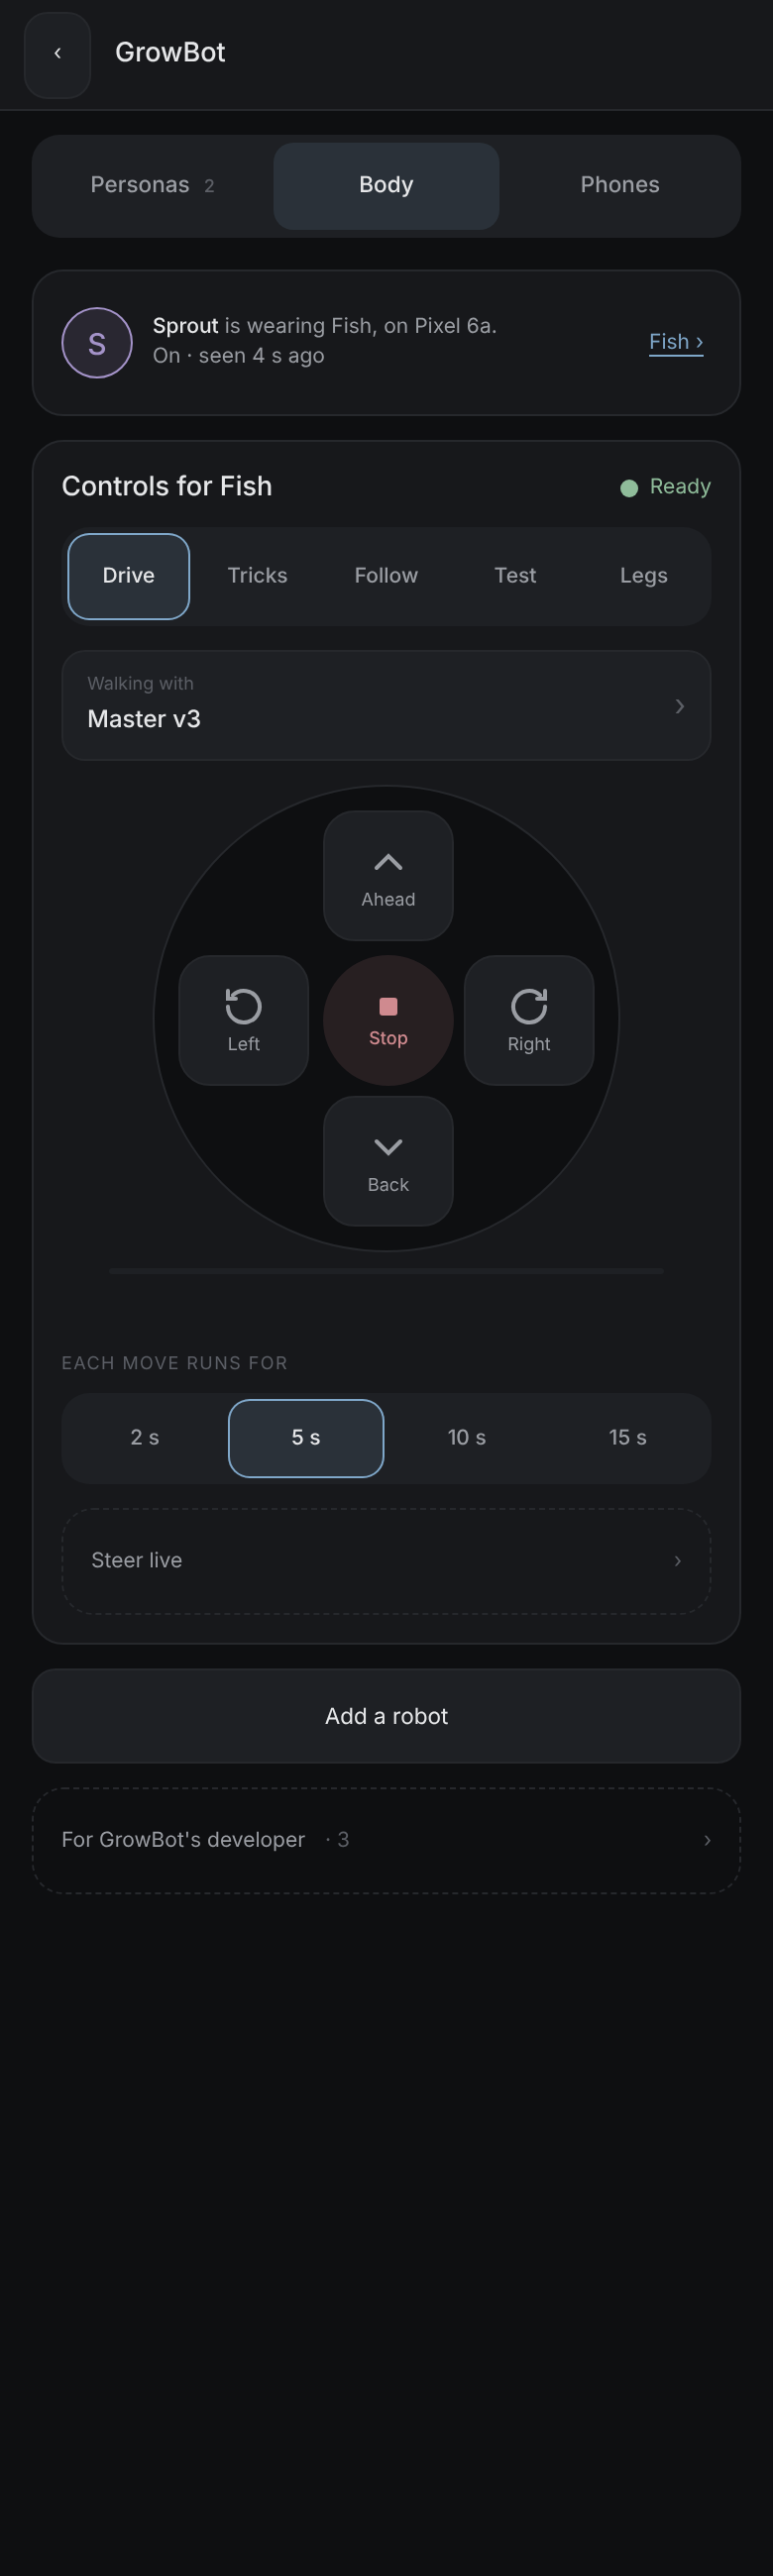 ‹ GrowBot
Personas 2 Body Phones
S
Sprout is wearing Fish, on Pixel 6a.
On · seen 4 s ago
Fish ›
Controls for Fish
Ready
Drive Tricks Follow Test Legs
Walking with
Master v3
›
Ahead
Left Stop Right
Back
EACH MOVE RUNS FOR
2 s 5 s 10 s 15 s
Steer live ›
Add a robot
For GrowBot's developer · 3 ›